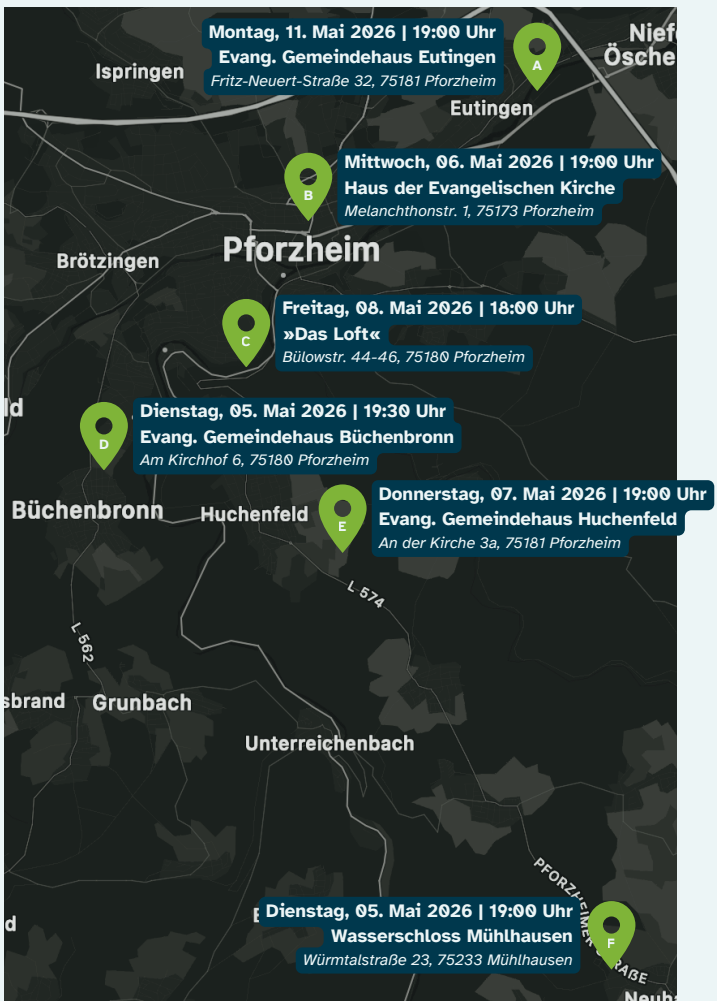 Montag, 11. Mai 2026 | 19:00 Uhr
Evang. Gemeindehaus Eutingen
Fritz-Neuert-Straße 32, 75181 Pforzheim
A
Ispringen
Eutingen
Mittwoch, 06. Mai 2026 | 19:00 Uhr
Haus der Evangelischen Kirche
Melanchthonstr. 1, 75173 Pforzheim
B
Pforzheim
Brötzingen
Freitag, 08. Mai 2026 | 18:00 Uhr
»Das Loft«
Bülowstr. 44-46, 75180 Pforzheim
C
Dienstag, 05. Mai 2026 | 19:30 Uhr
Evang. Gemeindehaus Büchenbronn
Am Kirchhof 6, 75180 Pforzheim
D
Büchenbronn
Huchenfeld
Donnerstag, 07. Mai 2026 | 19:00 Uhr
Evang. Gemeindehaus Huchenfeld
An der Kirche 3a, 75181 Pforzheim
E
L 574
L 562
sbrand
Grunbach
Unterreichenbach
Dienstag, 05. Mai 2026 | 19:00 Uhr
Wasserschloss Mühlhausen
Würmtalstraße 23, 75233 Mühlhausen
F